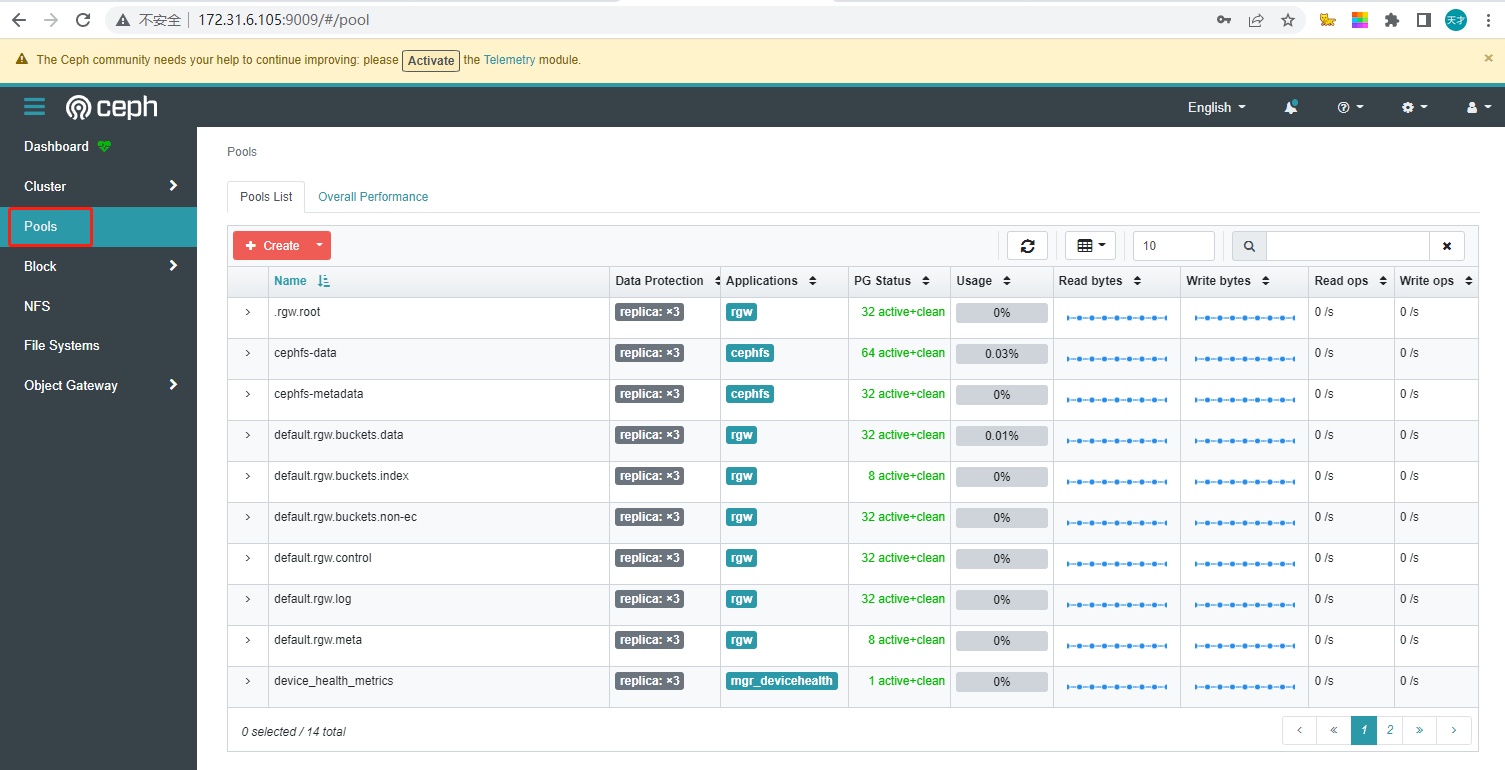 不安全 172.31.6.105:9009/#/pool 天才
The Ceph community needs your help to continue improving: please Activate the Telemetry module. ×
ceph English
Dashboard
Cluster
Pools
Block
NFS
File Systems
Object Gateway
Pools
Pools List Overall Performance
+ Create 10
Name Data Protection Applications PG Status Usage Read bytes Write bytes Read ops Write ops
.rgw.root replica: ×3 rgw 32 active+clean 0% 0 /s 0 /s
cephfs-data replica: ×3 cephfs 64 active+clean 0.03% 0 /s 0 /s
cephfs-metadata replica: ×3 cephfs 32 active+clean 0% 0 /s 0 /s
default.rgw.buckets.data replica: ×3 rgw 32 active+clean 0.01% 0 /s 0 /s
default.rgw.buckets.index replica: ×3 rgw 8 active+clean 0% 0 /s 0 /s
default.rgw.buckets.non-ec replica: ×3 rgw 32 active+clean 0% 0 /s 0 /s
default.rgw.control replica: ×3 rgw 32 active+clean 0% 0 /s 0 /s
default.rgw.log replica: ×3 rgw 32 active+clean 0% 0 /s 0 /s
default.rgw.meta replica: ×3 rgw 8 active+clean 0% 0 /s 0 /s
device_health_metrics replica: ×3 mgr_devicehealth 1 active+clean 0% 0 /s 0 /s
0 selected / 14 total ‹ « 1 2 » ›